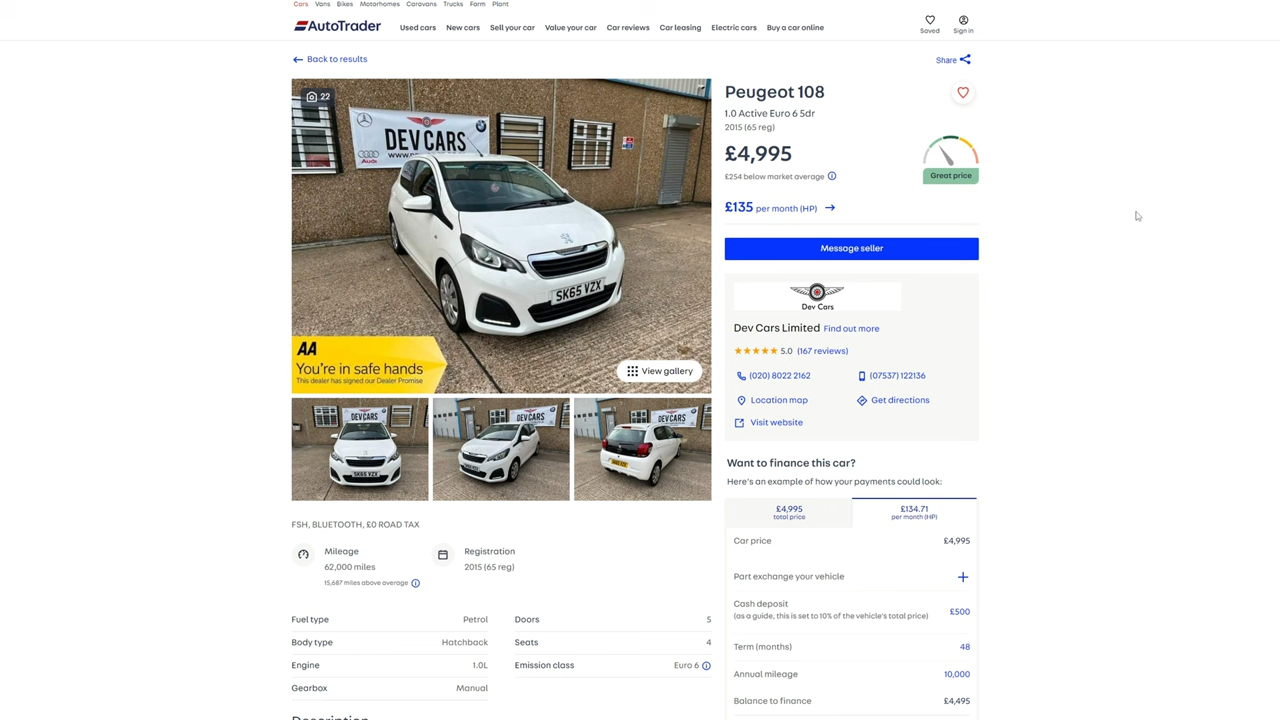 Cars Vans Bikes Motorhomes Caravans Trucks Farm Plant
AutoTrader
Used cars New cars Sell your car Value your car Car reviews Car leasing Electric cars Buy a car online
Saved Sign in
Back to results
Share
22
DEV CARS
Audi
SK65 VZX
AA
You're in safe hands
This dealer has signed our Dealer Promise
View gallery
DEV CARS
SK65 VZX
DEV CARS
DEV CARS
FSH, BLUETOOTH, £0 ROAD TAX
Mileage
62,000 miles
15,687 miles above average
Registration
2015 (65 reg)
Fuel type Petrol
Body type Hatchback
Engine 1.0L
Gearbox Manual
Doors 5
Seats 4
Emission class Euro 6
Description
Peugeot 108
1.0 Active Euro 6 5dr
2015 (65 reg)
£4,995
£254 below market average
Great price
£135 per month (HP)
Message seller
Dev Cars
Dev Cars Limited Find out more
5.0 (167 reviews)
(020) 8022 2162 (07537) 122136
Location map Get directions
Visit website
Want to finance this car?
Here's an example of how your payments could look:
£4,995
total price
£134.71
per month (HP)
Car price £4,995
Part exchange your vehicle
Cash deposit
(as a guide, this is set to 10% of the vehicle's total price) £500
Term (months) 48
Annual mileage 10,000
Balance to finance £4,495